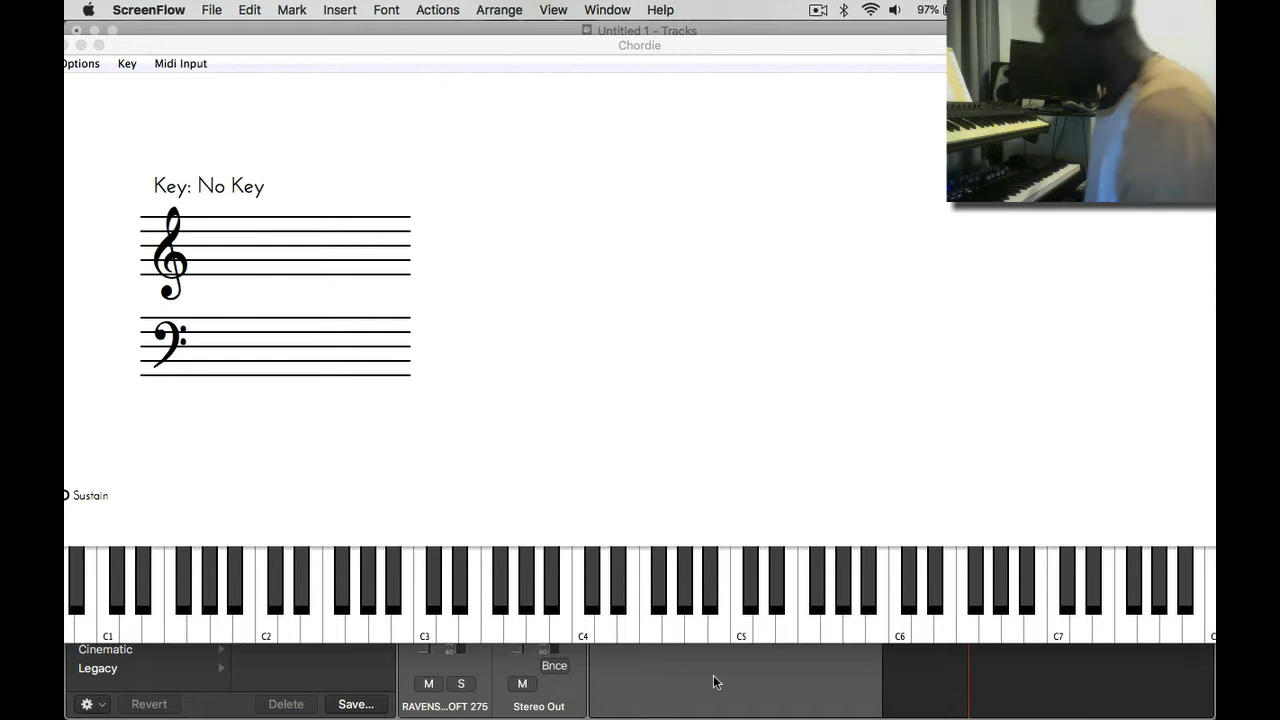 ScreenFlow File Edit Mark Insert Font Actions Arrange View Window Help 97%
Untitled 1 - Tracks
Chordie
Options Key Midi Input
Key: No Key
Sustain
C1 C2 C3 C4 C5 C6 C7 C
Cinematic
Bnce
Legacy
M S M
Revert Delete Save... RAVENS...OFT 275 Stereo Out